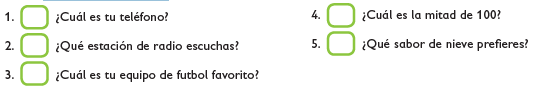 1. ¿Cuál es tu teléfono?
2. ¿Qué estación de radio escuchas?
3. ¿Cuál es tu equipo de futbol favorito?
4. ¿Cuál es la mitad de 100?
5. ¿Qué sabor de nieve prefieres?